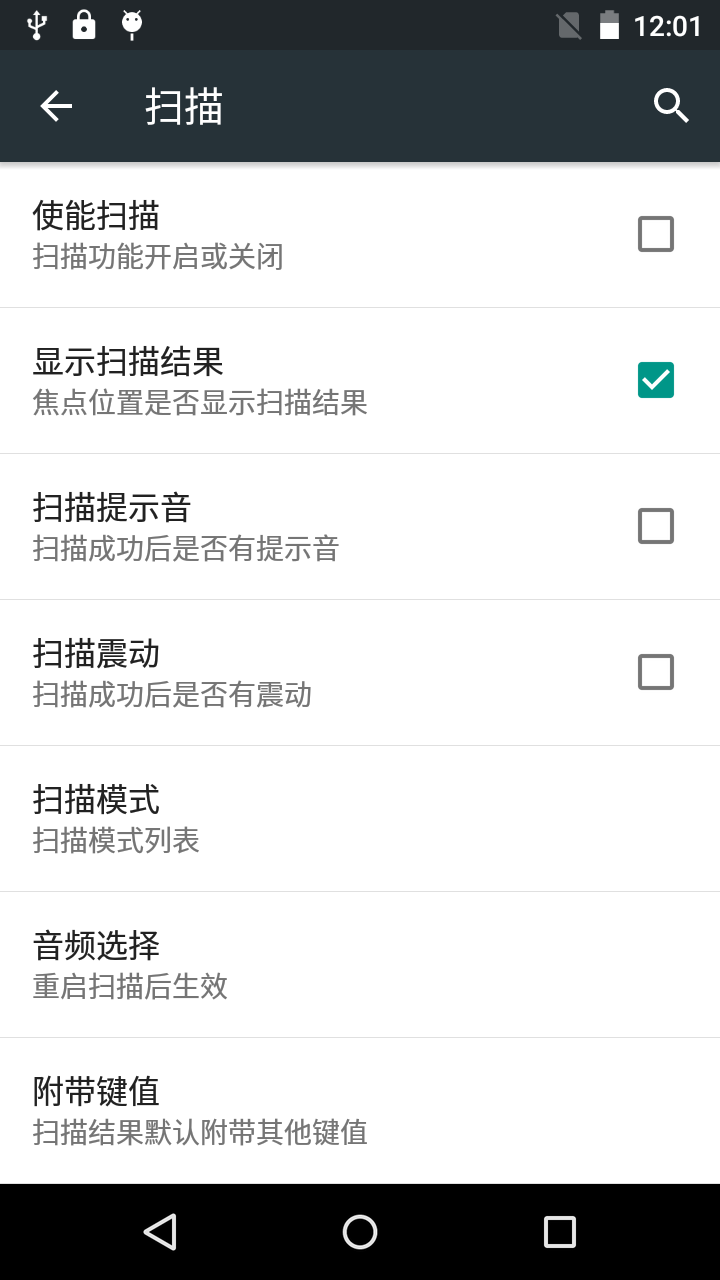 12:01
扫描
使能扫描
扫描功能开启或关闭
显示扫描结果
焦点位置是否显示扫描结果
扫描提示音
扫描成功后是否有提示音
扫描震动
扫描成功后是否有震动
扫描模式
扫描模式列表
音频选择
重启扫描后生效
附带键值
扫描结果默认附带其他键值